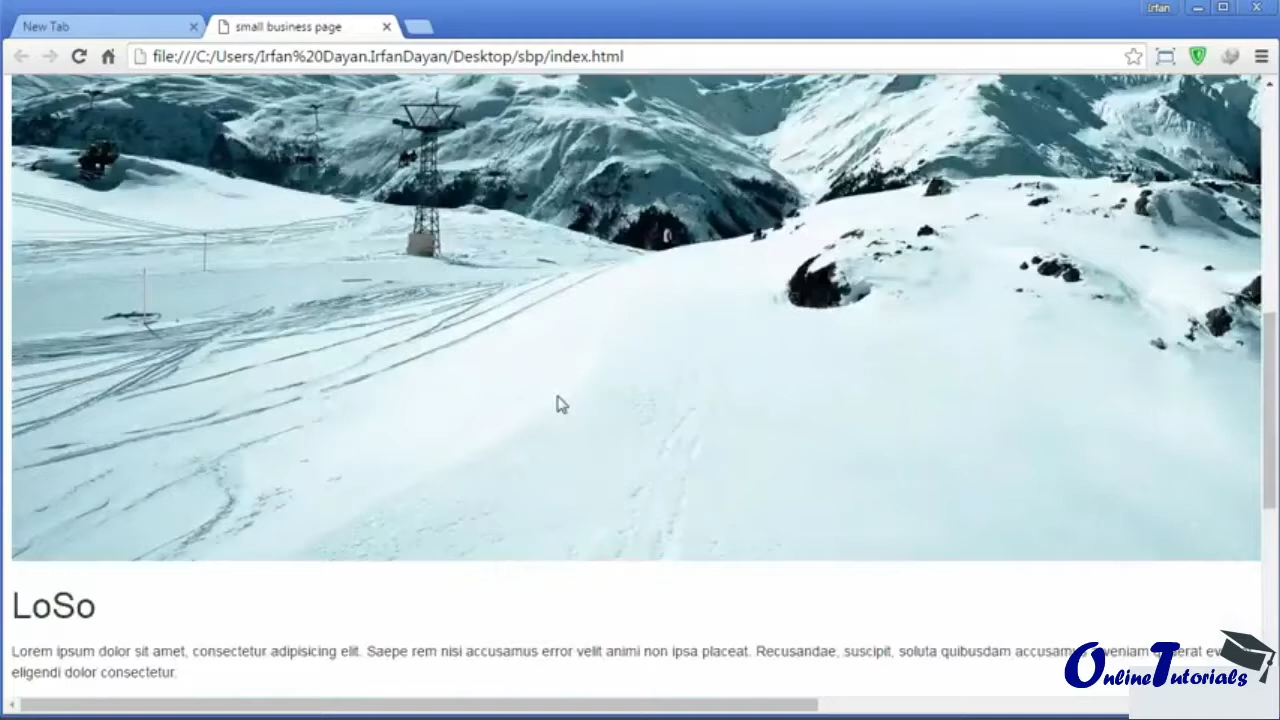 Irfan
New Tab
small business page
file:///C:/Users/Irfan%20Dayan.IrfanDayan/Desktop/sbp/index.html
LoSo
Lorem ipsum dolor sit amet, consectetur adipisicing elit. Saepe rem nisi accusamus error velit animi non ipsa placeat. Recusandae, suscipit, soluta quibusdam
eligendi dolor consectetur.
OnlineTutorials